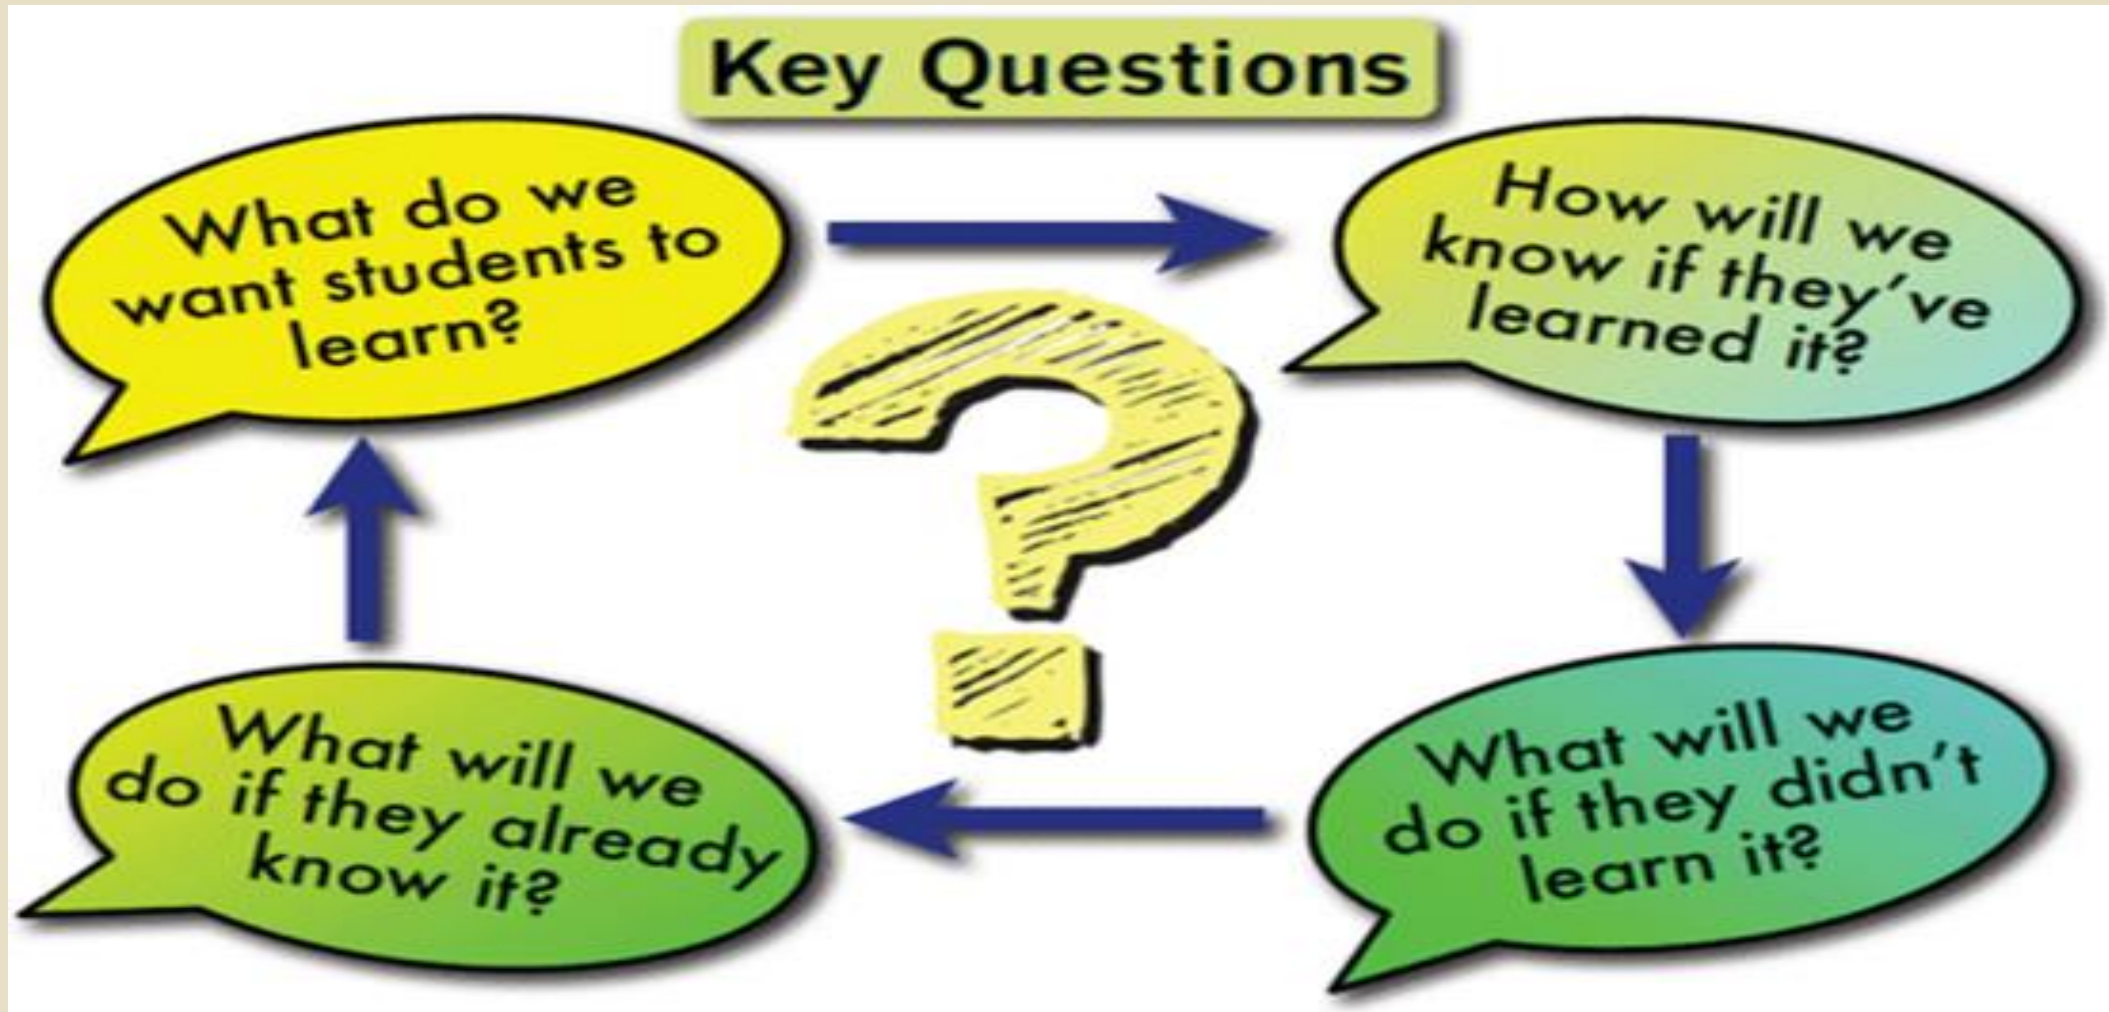 Key Questions
What do we
want students to
learn?
How will we
know if they've
learned it?
What will we
do if they didn't
learn it?
What will we
do if they already
know it?